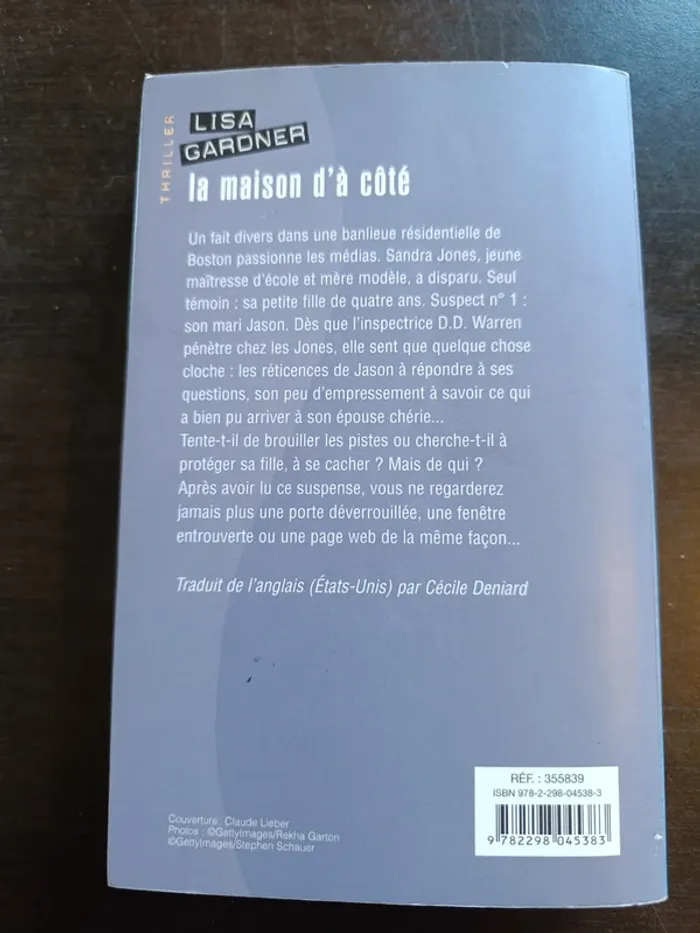 THRILLER
LISA
GARDNER
la maison d'à côté
Un fait divers dans une banlieue résidentielle de
Boston passionne les médias. Sandra Jones, jeune
maîtresse d'école et mère modèle, a disparu. Seul
témoin : sa petite fille de quatre ans. Suspect n° 1 :
son mari Jason. Dès que l'inspectrice D.D. Warren
pénètre chez les Jones, elle sent que quelque chose
cloche : les réticences de Jason à répondre à ses
questions, son peu d'empressement à savoir ce qui
a bien pu arriver à son épouse chérie...
Tente-t-il de brouiller les pistes ou cherche-t-il à
protéger sa fille, à se cacher ? Mais de qui ?
Après avoir lu ce suspense, vous ne regarderez
jamais plus une porte déverrouillée, une fenêtre
entrouverte ou une page web de la même façon...
Traduit de l'anglais (États-Unis) par Cécile Deniard
Couverture : Claude Lieber
Photos : ©GettyImages/Rekha Garton
©GettyImages/Stephen Schauer
RÉF. : 355839
ISBN 978-2-298-04538-3
9 782298 045383